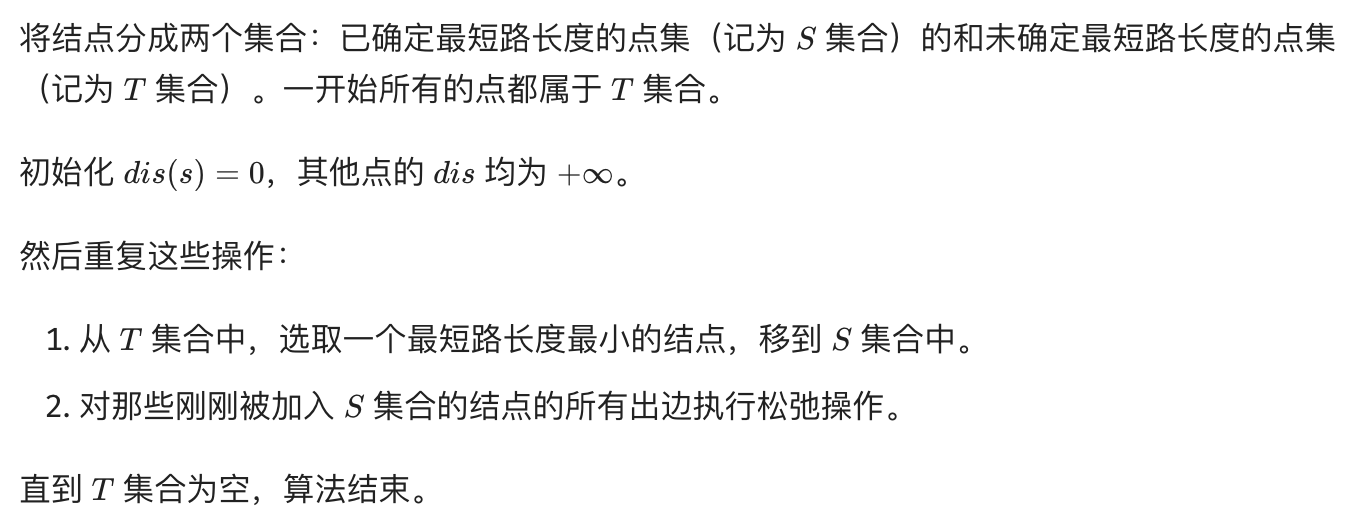 将结点分成两个集合：已确定最短路长度的点集（记为 S 集合）的和未确定最短路长度的点集
（记为 T 集合）。一开始所有的点都属于 T 集合。
初始化 dis(s) = 0，其他点的 dis 均为 +∞。
然后重复这些操作：
1. 从 T 集合中，选取一个最短路长度最小的结点，移到 S 集合中。
2. 对那些刚刚被加入 S 集合的结点的所有出边执行松弛操作。
直到 T 集合为空，算法结束。